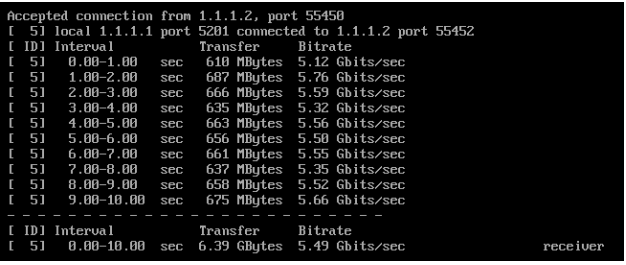 Accepted connection from 1.1.1.2, port 55450
[  5] local 1.1.1.1 port 5201 connected to 1.1.1.2 port 55452
[ ID] Interval           Transfer     Bitrate
[  5]   0.00-1.00   sec   610 MBytes  5.12 Gbits/sec
[  5]   1.00-2.00   sec   687 MBytes  5.76 Gbits/sec
[  5]   2.00-3.00   sec   666 MBytes  5.59 Gbits/sec
[  5]   3.00-4.00   sec   635 MBytes  5.32 Gbits/sec
[  5]   4.00-5.00   sec   663 MBytes  5.56 Gbits/sec
[  5]   5.00-6.00   sec   656 MBytes  5.50 Gbits/sec
[  5]   6.00-7.00   sec   661 MBytes  5.55 Gbits/sec
[  5]   7.00-8.00   sec   637 MBytes  5.35 Gbits/sec
[  5]   8.00-9.00   sec   658 MBytes  5.52 Gbits/sec
[  5]   9.00-10.00  sec   675 MBytes  5.66 Gbits/sec
- - - - - - - - - - - - - - - - - - - - - - - - -
[ ID] Interval           Transfer     Bitrate
[  5]   0.00-10.00  sec  6.39 GBytes  5.49 Gbits/sec                  receiver